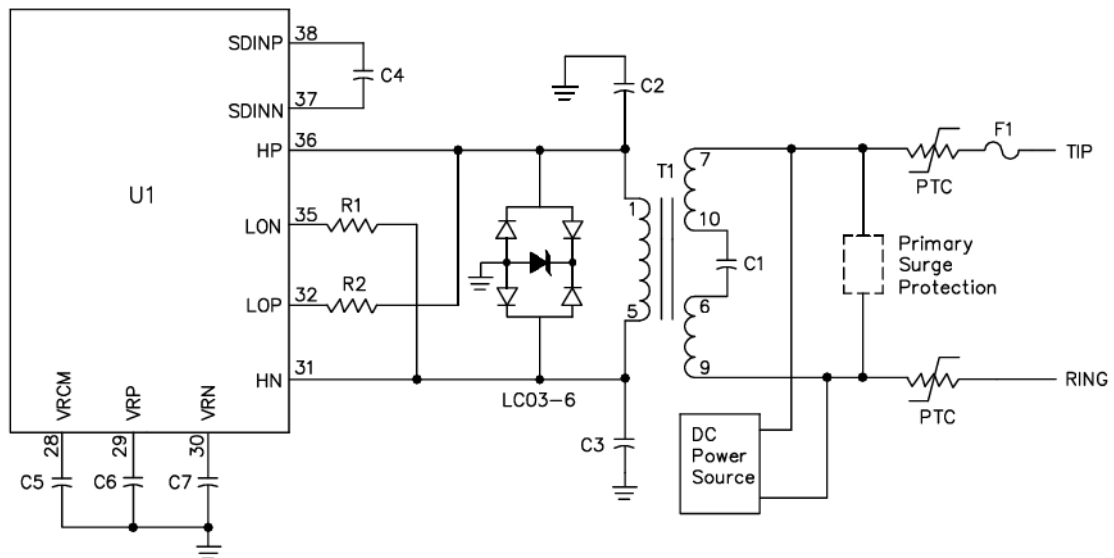 38
SDINP
C4
37
SDINN
C2
36
HP
U1
35
LON
R1
32
LOP
R2
31
HN
VRCM
VRP
VRN
28
29
30
C5
C6
C7
LC03-6
C3
T1
1
5
7
10
C1
6
9
PTC
F1
TIP
Primary
Surge
Protection
PTC
RING
DC
Power
Source